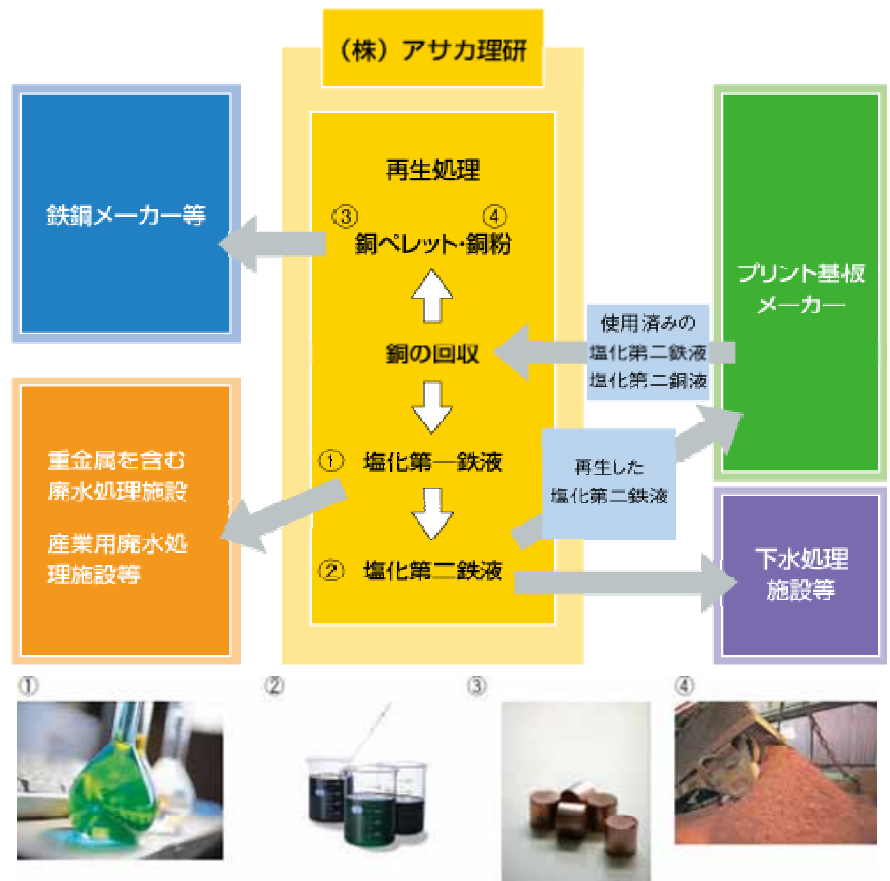 (株)アサカ理研
再生処理
③ ④
銅ペレット・銅粉
銅の回収
① 塩化第一鉄液
② 塩化第二鉄液
鉄鋼メーカー等
重金属を含む
廃水処理施設
産業用廃水処
理施設等
プリント基板
メーカー
使用済みの
塩化第二鉄液
塩化第二銅液
再生した
塩化第二鉄液
下水処理
施設等
① ② ③ ④